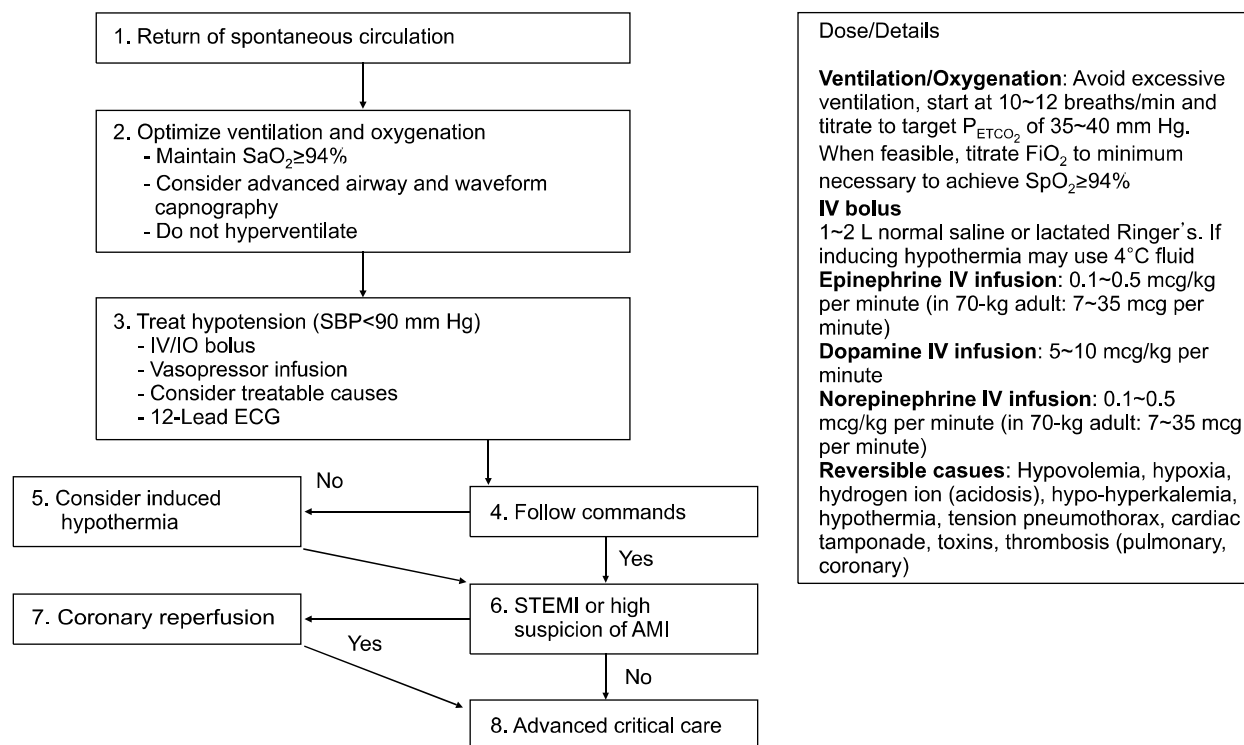 1. Return of spontaneous circulation
2. Optimize ventilation and oxygenation
- Maintain SaO₂≥94%
- Consider advanced airway and waveform
capnography
- Do not hyperventilate
3. Treat hypotension (SBP<90 mm Hg)
- IV/IO bolus
- Vasopressor infusion
- Consider treatable causes
- 12-Lead ECG
No
5. Consider induced
hypothermia
4. Follow commands
Yes
7. Coronary reperfusion
6. STEMI or high
suspicion of AMI
Yes
No
8. Advanced critical care
Dose/Details
Ventilation/Oxygenation: Avoid excessive
ventilation, start at 10~12 breaths/min and
titrate to target PETCO₂ of 35~40 mm Hg.
When feasible, titrate FiO₂ to minimum
necessary to achieve SpO₂≥94%
IV bolus
1~2 L normal saline or lactated Ringer's. If
inducing hypothermia may use 4°C fluid
Epinephrine IV infusion: 0.1~0.5 mcg/kg
per minute (in 70-kg adult: 7~35 mcg per
minute)
Dopamine IV infusion: 5~10 mcg/kg per
minute
Norepinephrine IV infusion: 0.1~0.5
mcg/kg per minute (in 70-kg adult: 7~35 mcg
per minute)
Reversible casues: Hypovolemia, hypoxia,
hydrogen ion (acidosis), hypo-hyperkalemia,
hypothermia, tension pneumothorax, cardiac
tamponade, toxins, thrombosis (pulmonary,
coronary)